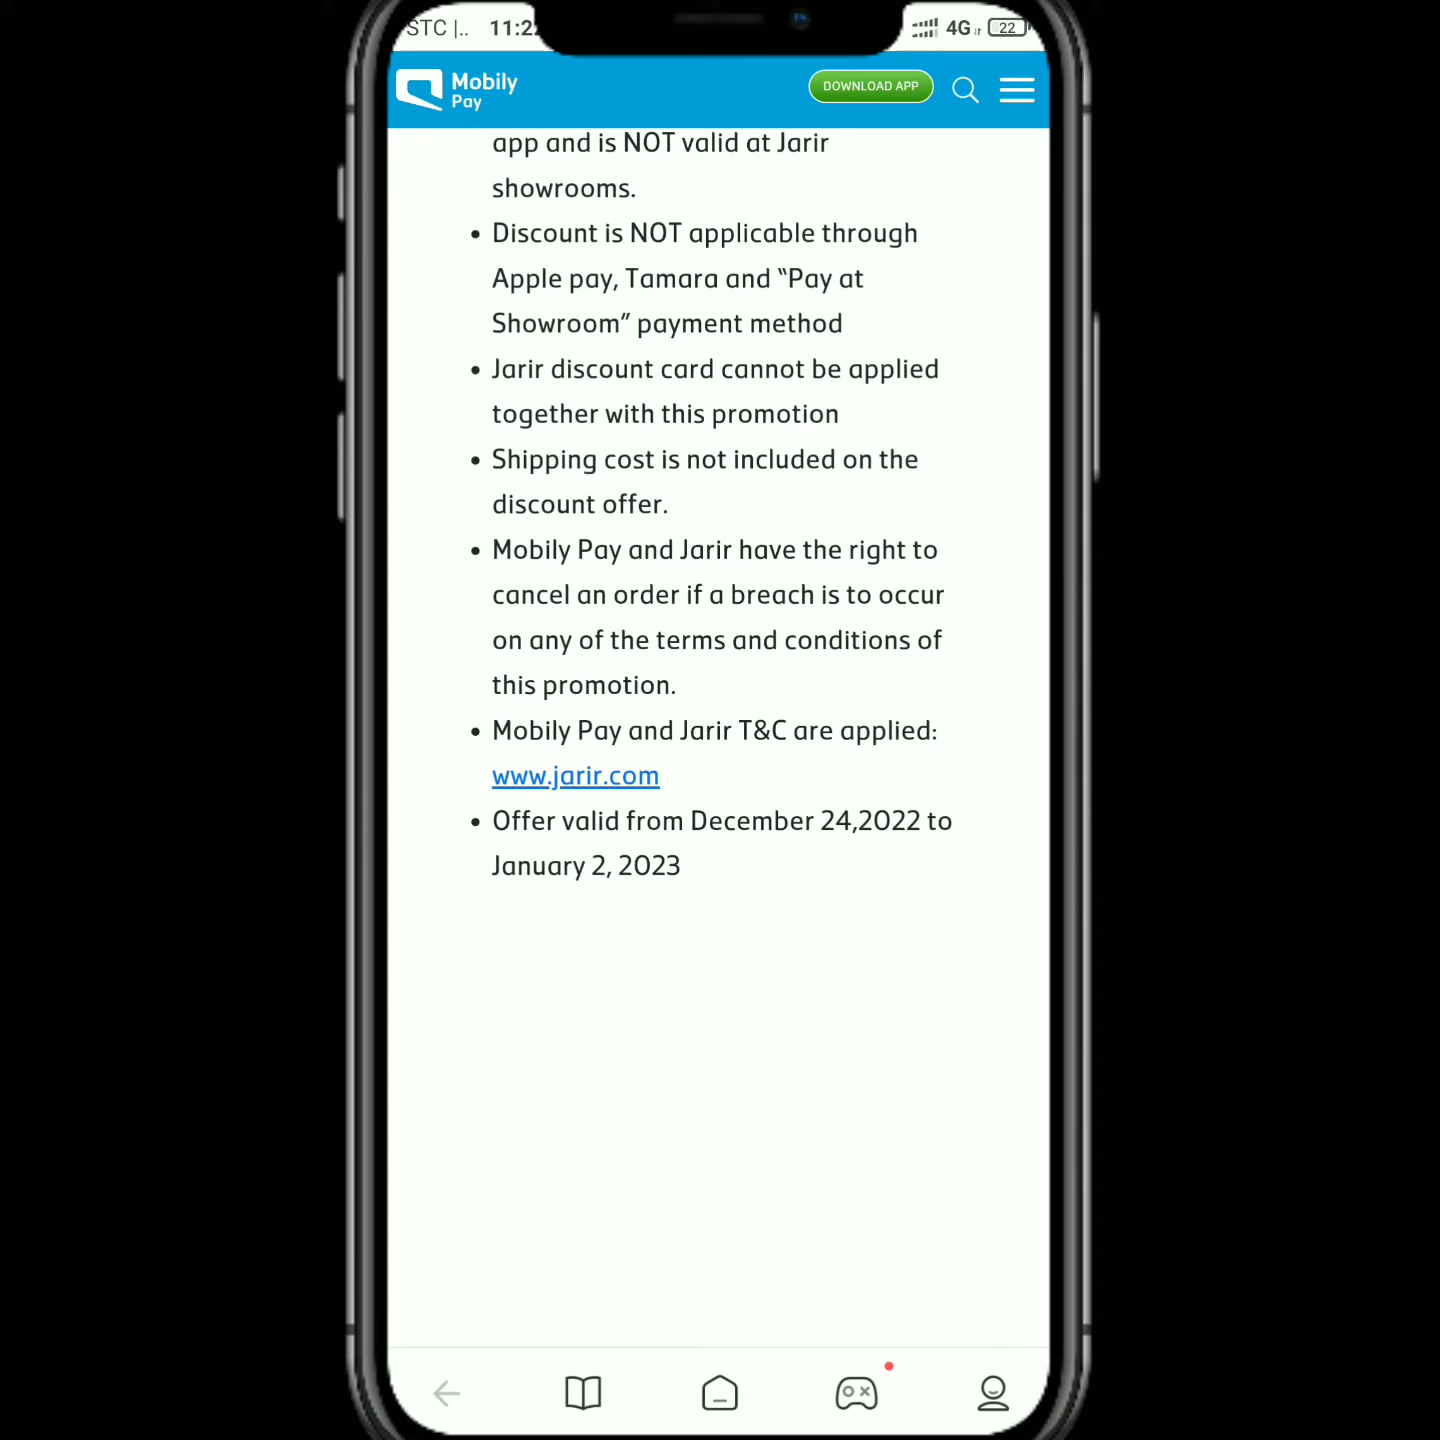 STC |.. 11:22 4G 22
Mobily
Pay
DOWNLOAD APP
app and is NOT valid at Jarir
showrooms.
• Discount is NOT applicable through
Apple pay, Tamara and “Pay at
Showroom” payment method
• Jarir discount card cannot be applied
together with this promotion
• Shipping cost is not included on the
discount offer.
• Mobily Pay and Jarir have the right to
cancel an order if a breach is to occur
on any of the terms and conditions of
this promotion.
• Mobily Pay and Jarir T&C are applied:
www.jarir.com
• Offer valid from December 24,2022 to
January 2, 2023